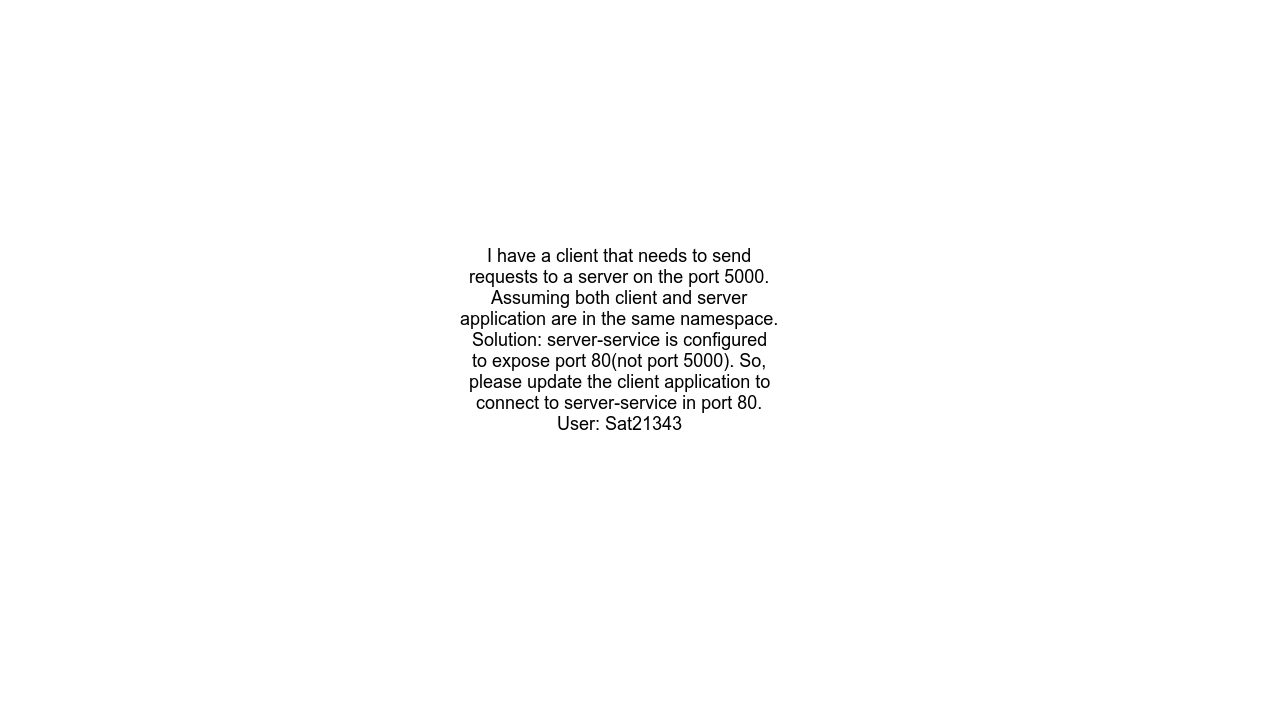 I have a client that needs to send
requests to a server on the port 5000.
Assuming both client and server
application are in the same namespace.
Solution: server-service is configured
to expose port 80(not port 5000). So,
please update the client application to
connect to server-service in port 80.
User: Sat21343